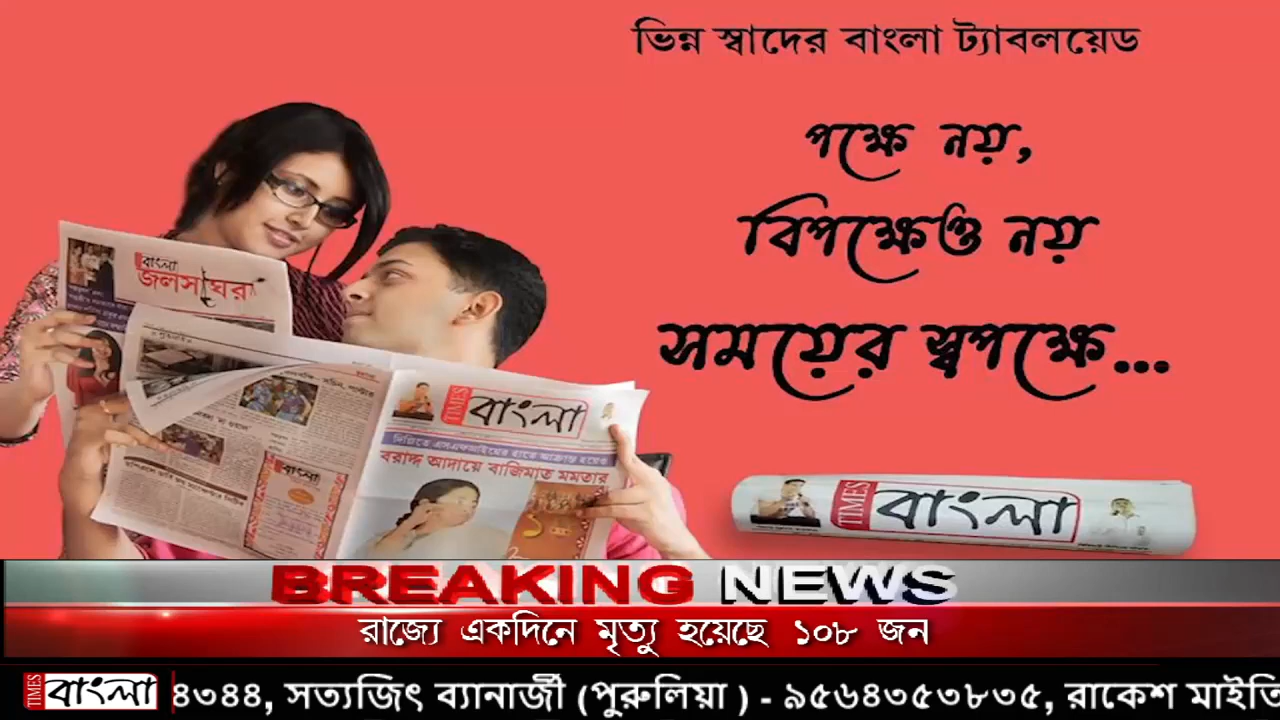 ভিন্ন স্বাদের বাংলা ট্যাবলয়েড
পক্ষে নয়,
বিপক্ষেও নয়
সময়ের স্বপক্ষে...
বাংলা
জলসাঘর
TIMES বাংলা
বরাদ্দ আদায়ে বাজিমাত মমতার
বাংলা
TIMES বাংলা
BREAKING NEWS
রাজ্যে একদিনে মৃত্যু হয়েছে ১০৮ জন
TIMES বাংলা ৪৩৪৪, সত্যজিৎ ব্যানার্জী (পুরুলিয়া ) - ৯৫৬৪৩৫৩৮৩৫, রাকেশ মাইতি